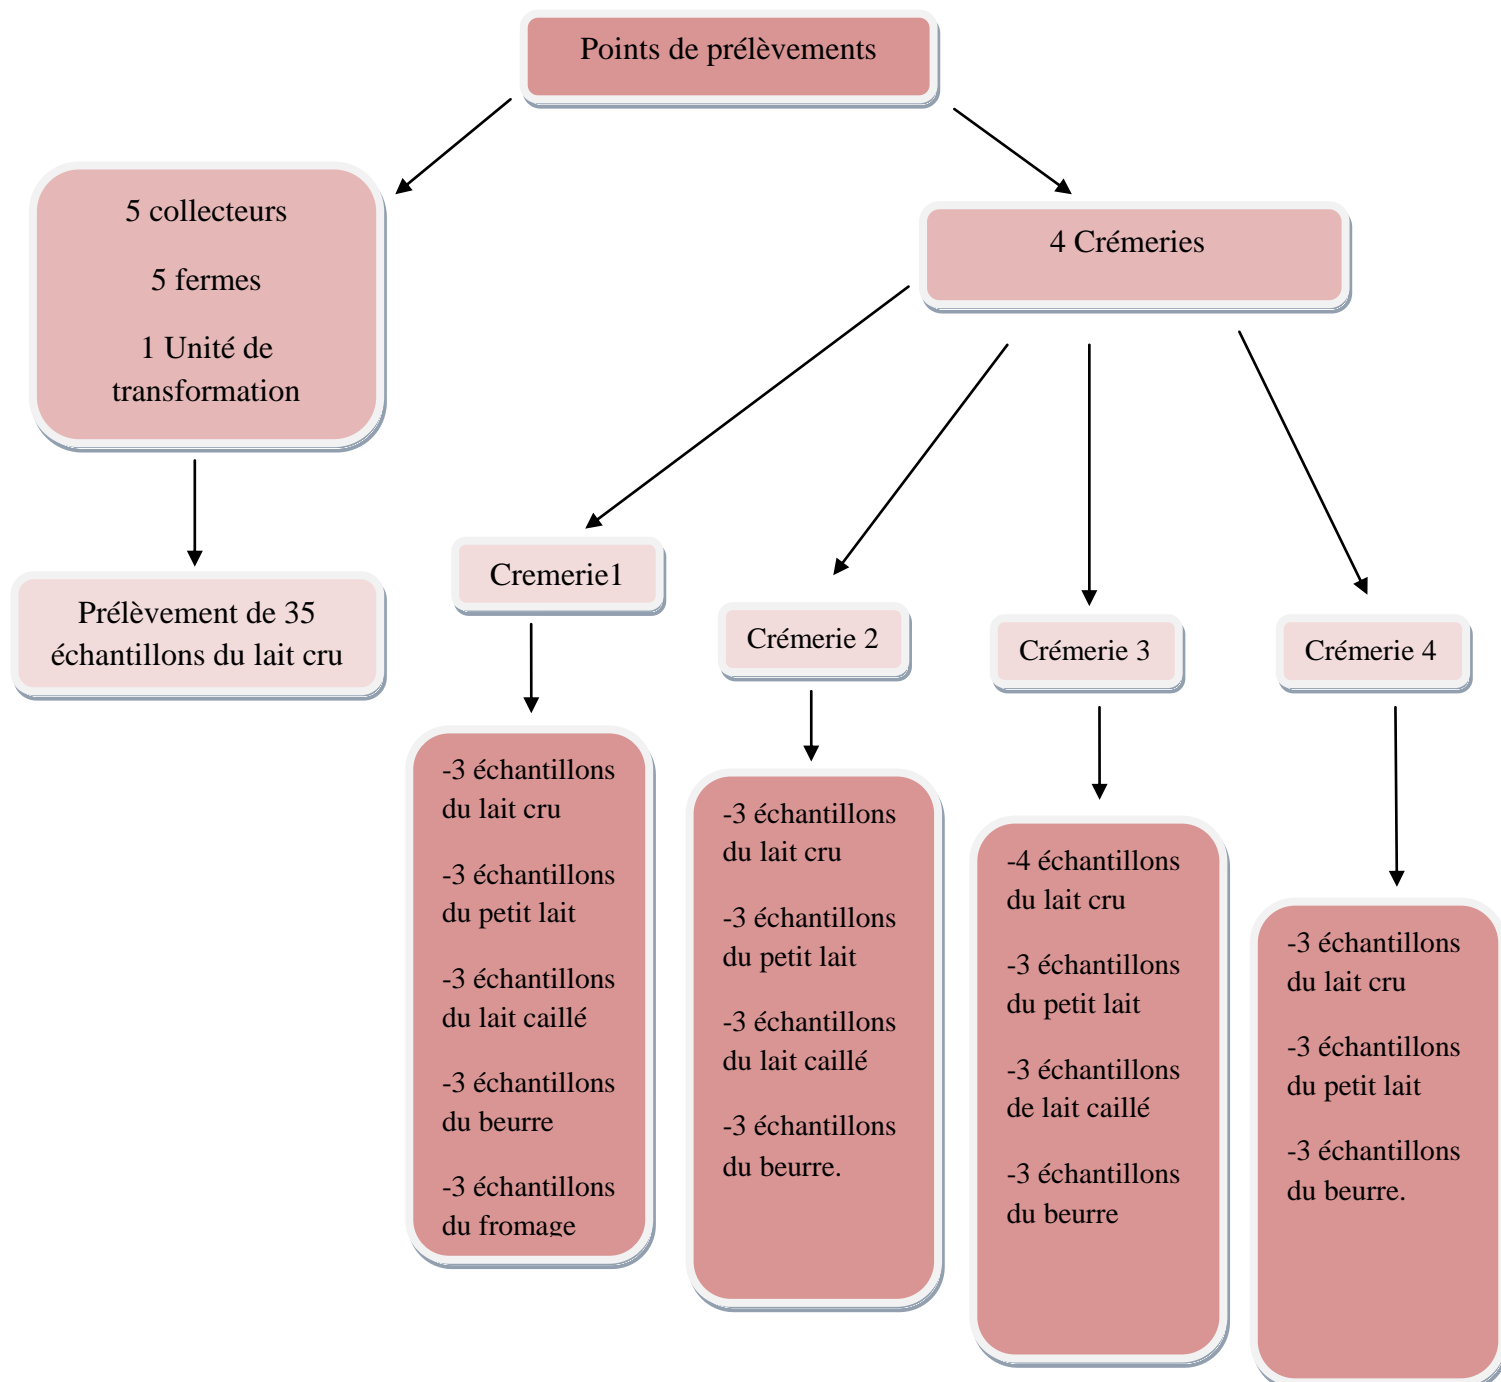 Points de prélèvements
5 collecteurs
5 fermes
1 Unité de
transformation
4 Crémeries
Prélèvement de 35
échantillons du lait cru
Cremerie1
Crémerie 2
Crémerie 3
Crémerie 4
-3 échantillons
du lait cru
-3 échantillons
du petit lait
-3 échantillons
du lait caillé
-3 échantillons
du beurre
-3 échantillons
du fromage
-3 échantillons
du lait cru
-3 échantillons
du petit lait
-3 échantillons
du lait caillé
-3 échantillons
du beurre.
-4 échantillons
du lait cru
-3 échantillons
du petit lait
-3 échantillons
de lait caillé
-3 échantillons
du beurre
-3 échantillons
du lait cru
-3 échantillons
du petit lait
-3 échantillons
du beurre.